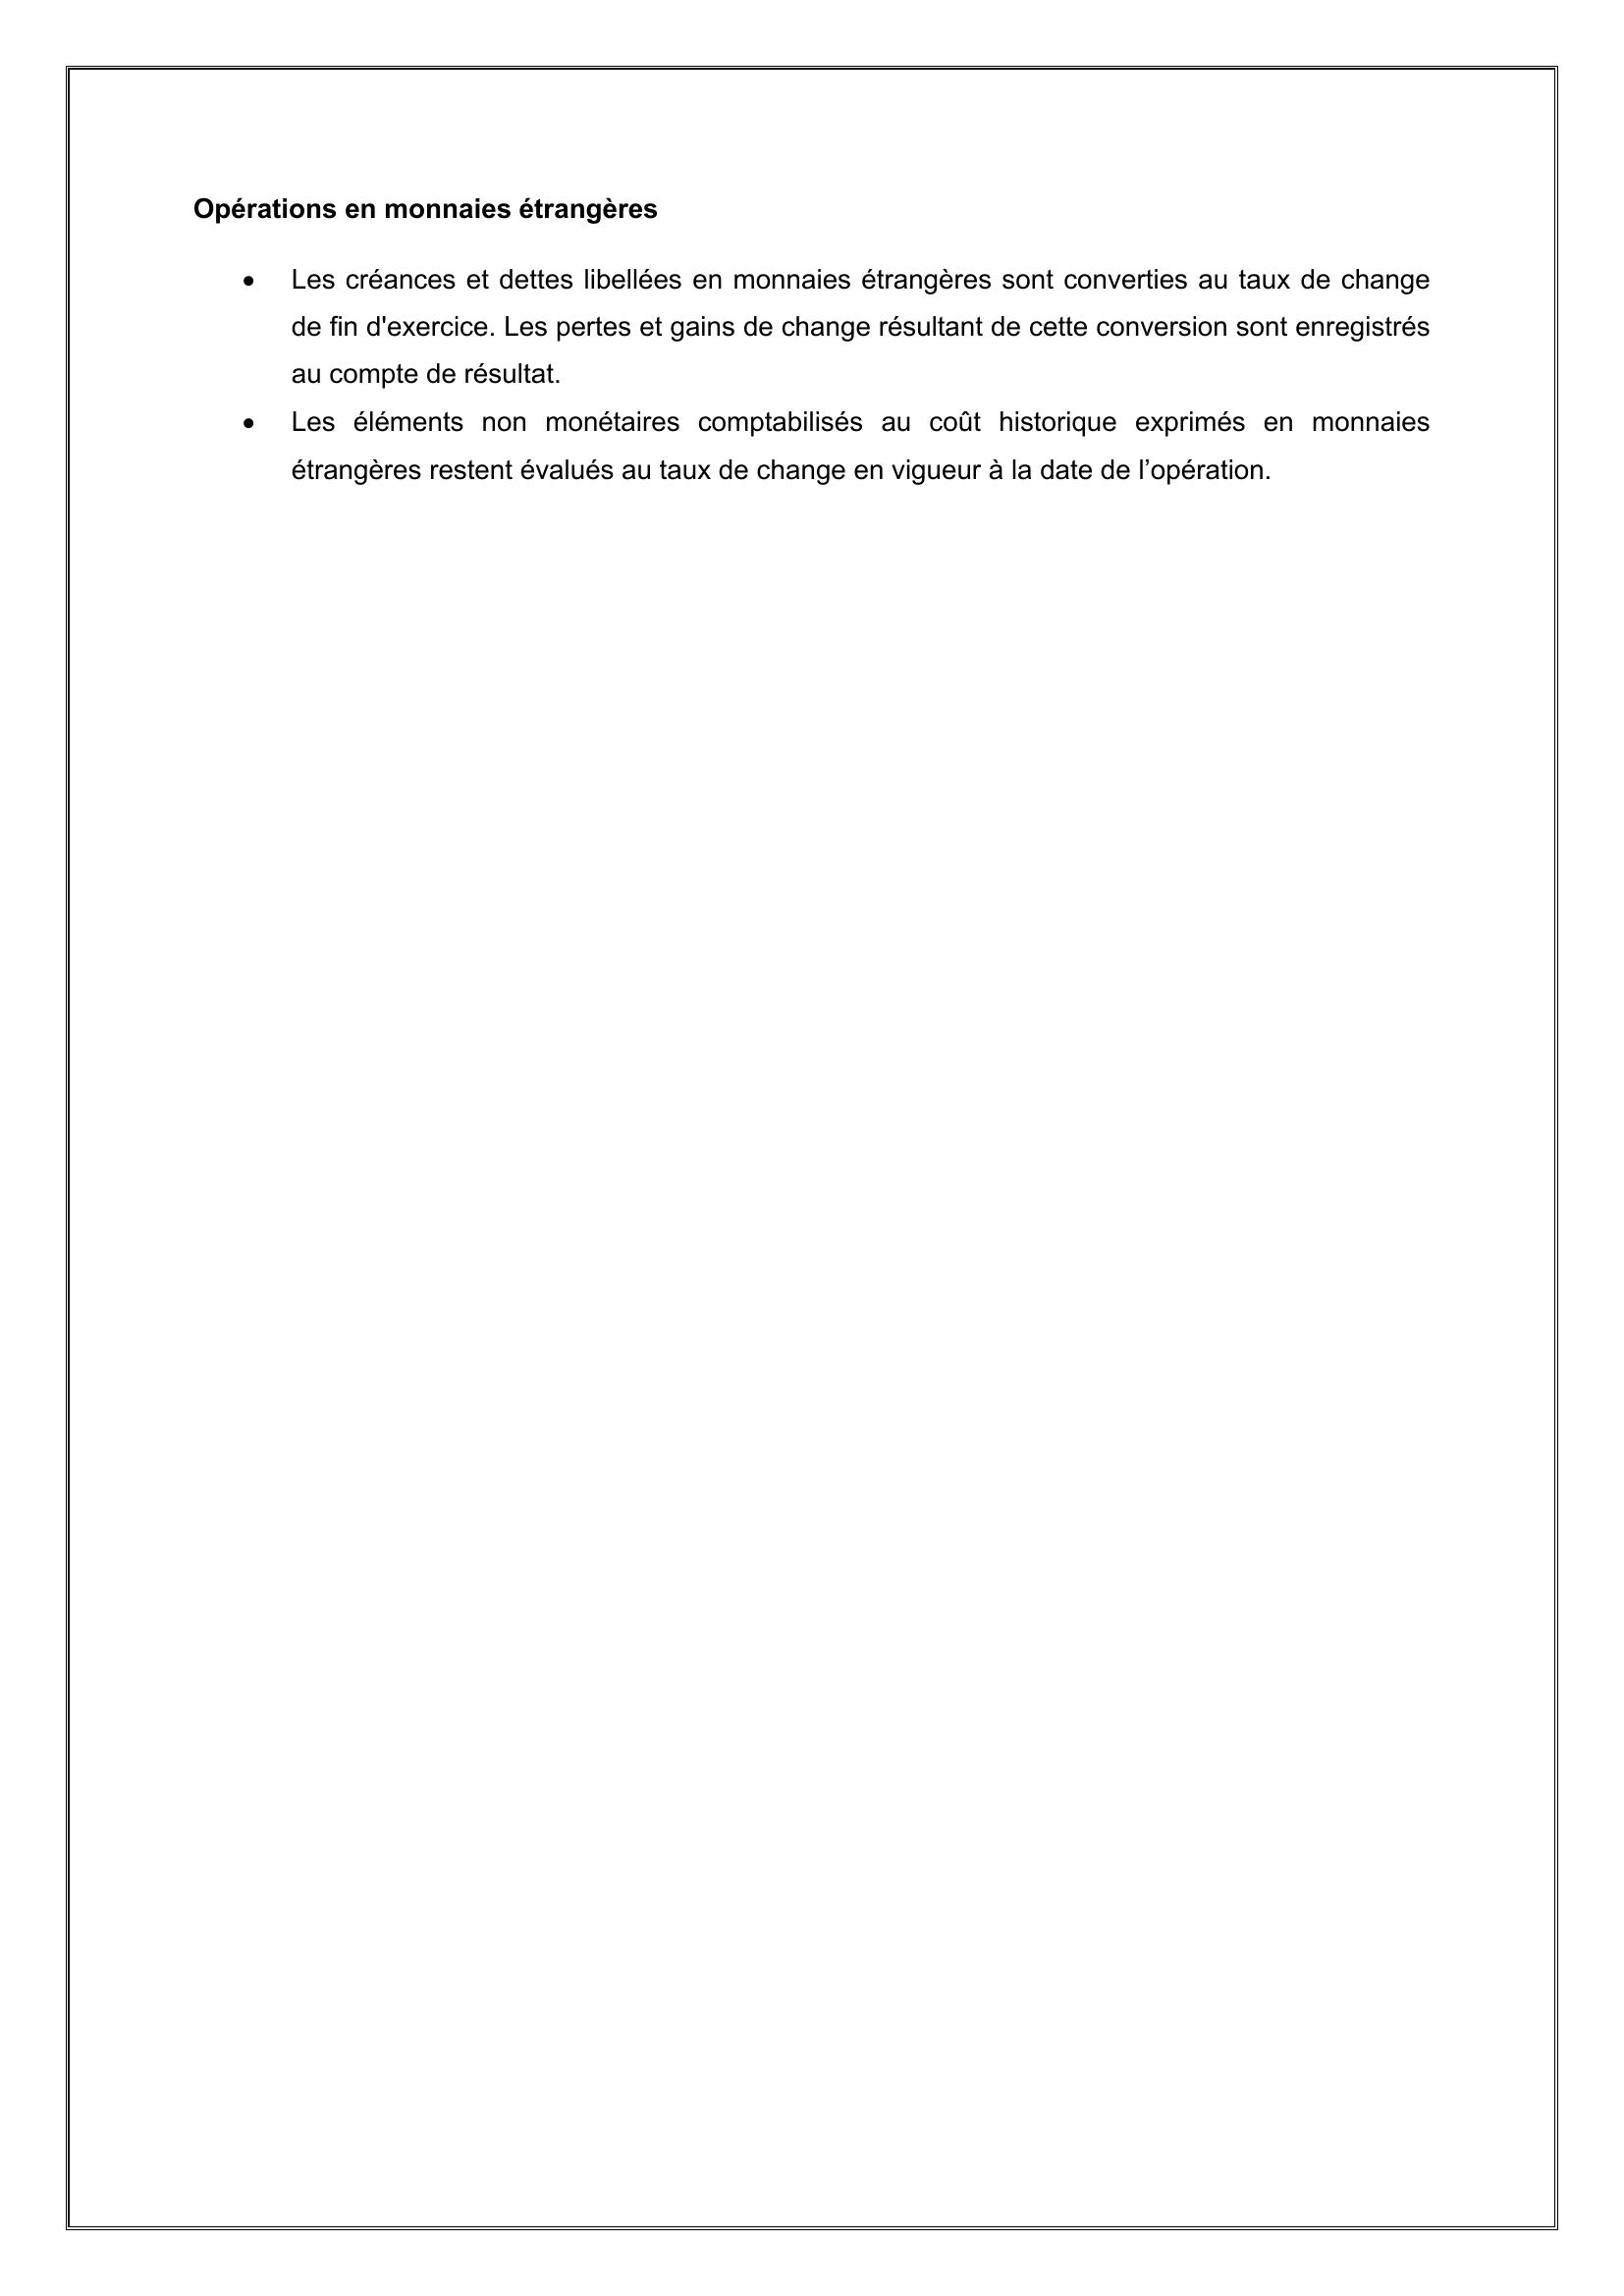 Opérations en monnaies étrangères
• Les créances et dettes libellées en monnaies étrangères sont converties au taux de change
de fin d'exercice. Les pertes et gains de change résultant de cette conversion sont enregistrés
au compte de résultat.
• Les éléments non monétaires comptabilisés au coût historique exprimés en monnaies
étrangères restent évalués au taux de change en vigueur à la date de l’opération.